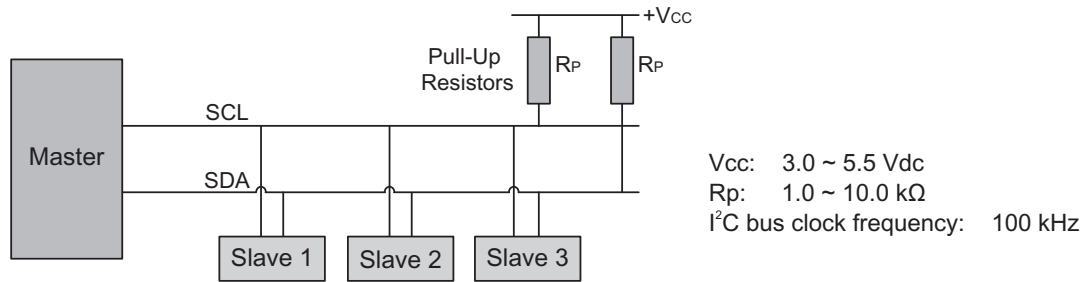 +Vcc
Pull-Up
Resistors
RP
RP
SCL
Master
SDA
Slave 1
Slave 2
Slave 3
Vcc: 3.0 ~ 5.5 Vdc
Rp: 1.0 ~ 10.0 kΩ
I²C bus clock frequency: 100 kHz